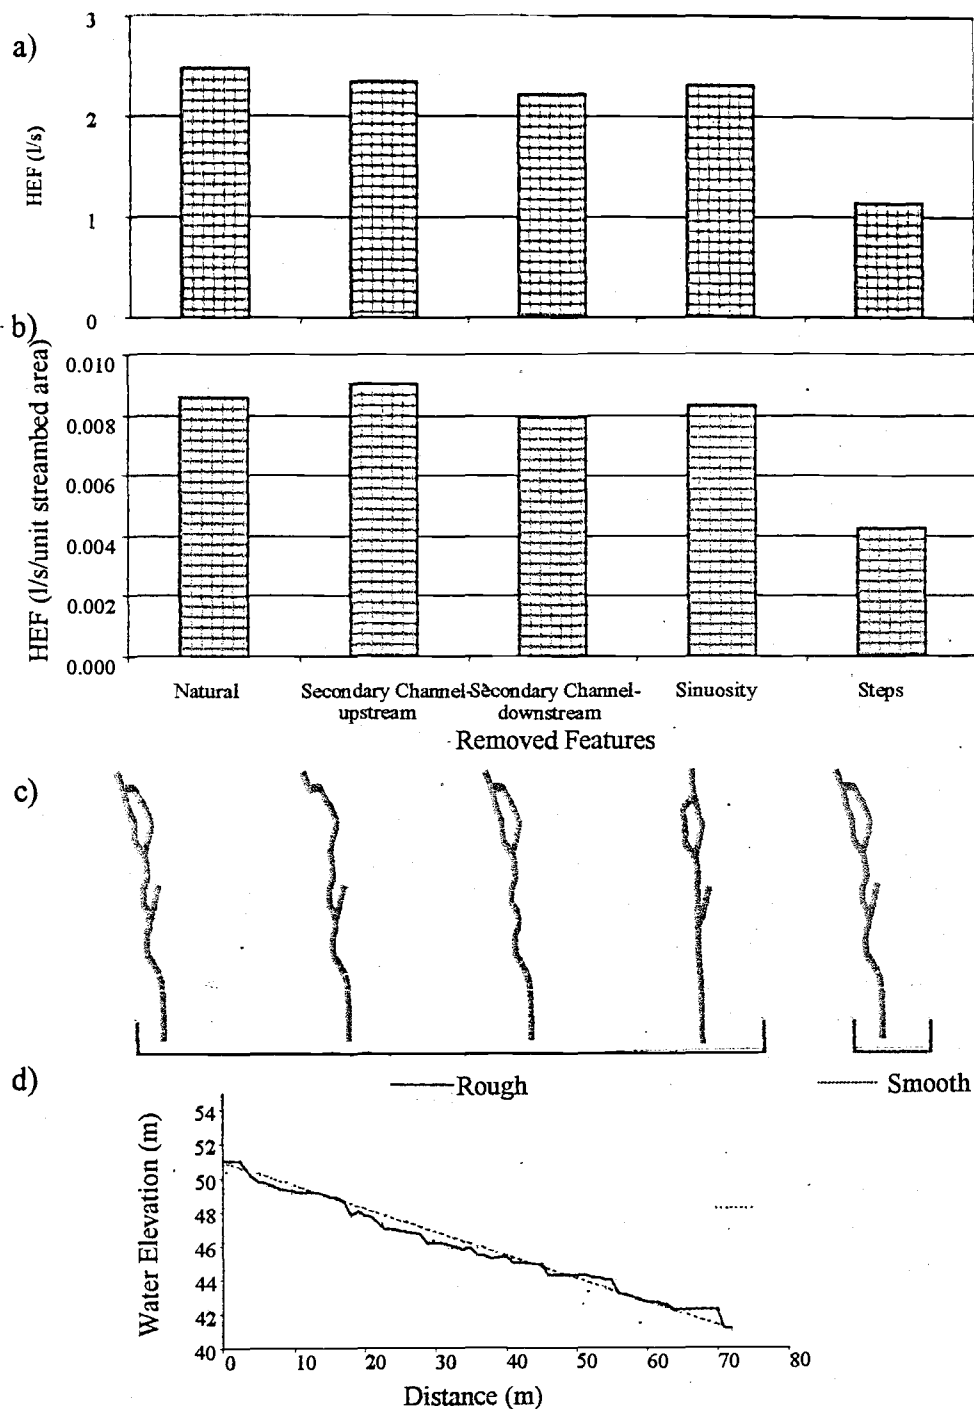 a)
HEF (l/s)
3
2
1
0
b)
HEF (l/s/unit streambed area)
0.010
0.008
0.006
0.004
0.002
0.000
Natural
Secondary Channel-
upstream
Secondary Channel-
downstream
Sinuosity
Steps
Removed Features
c)
d)
Rough
Smooth
Water Elevation (m)
54
52
50
48
46
44
42
40
0 10 20 30 40 50 60 70 80
Distance (m)